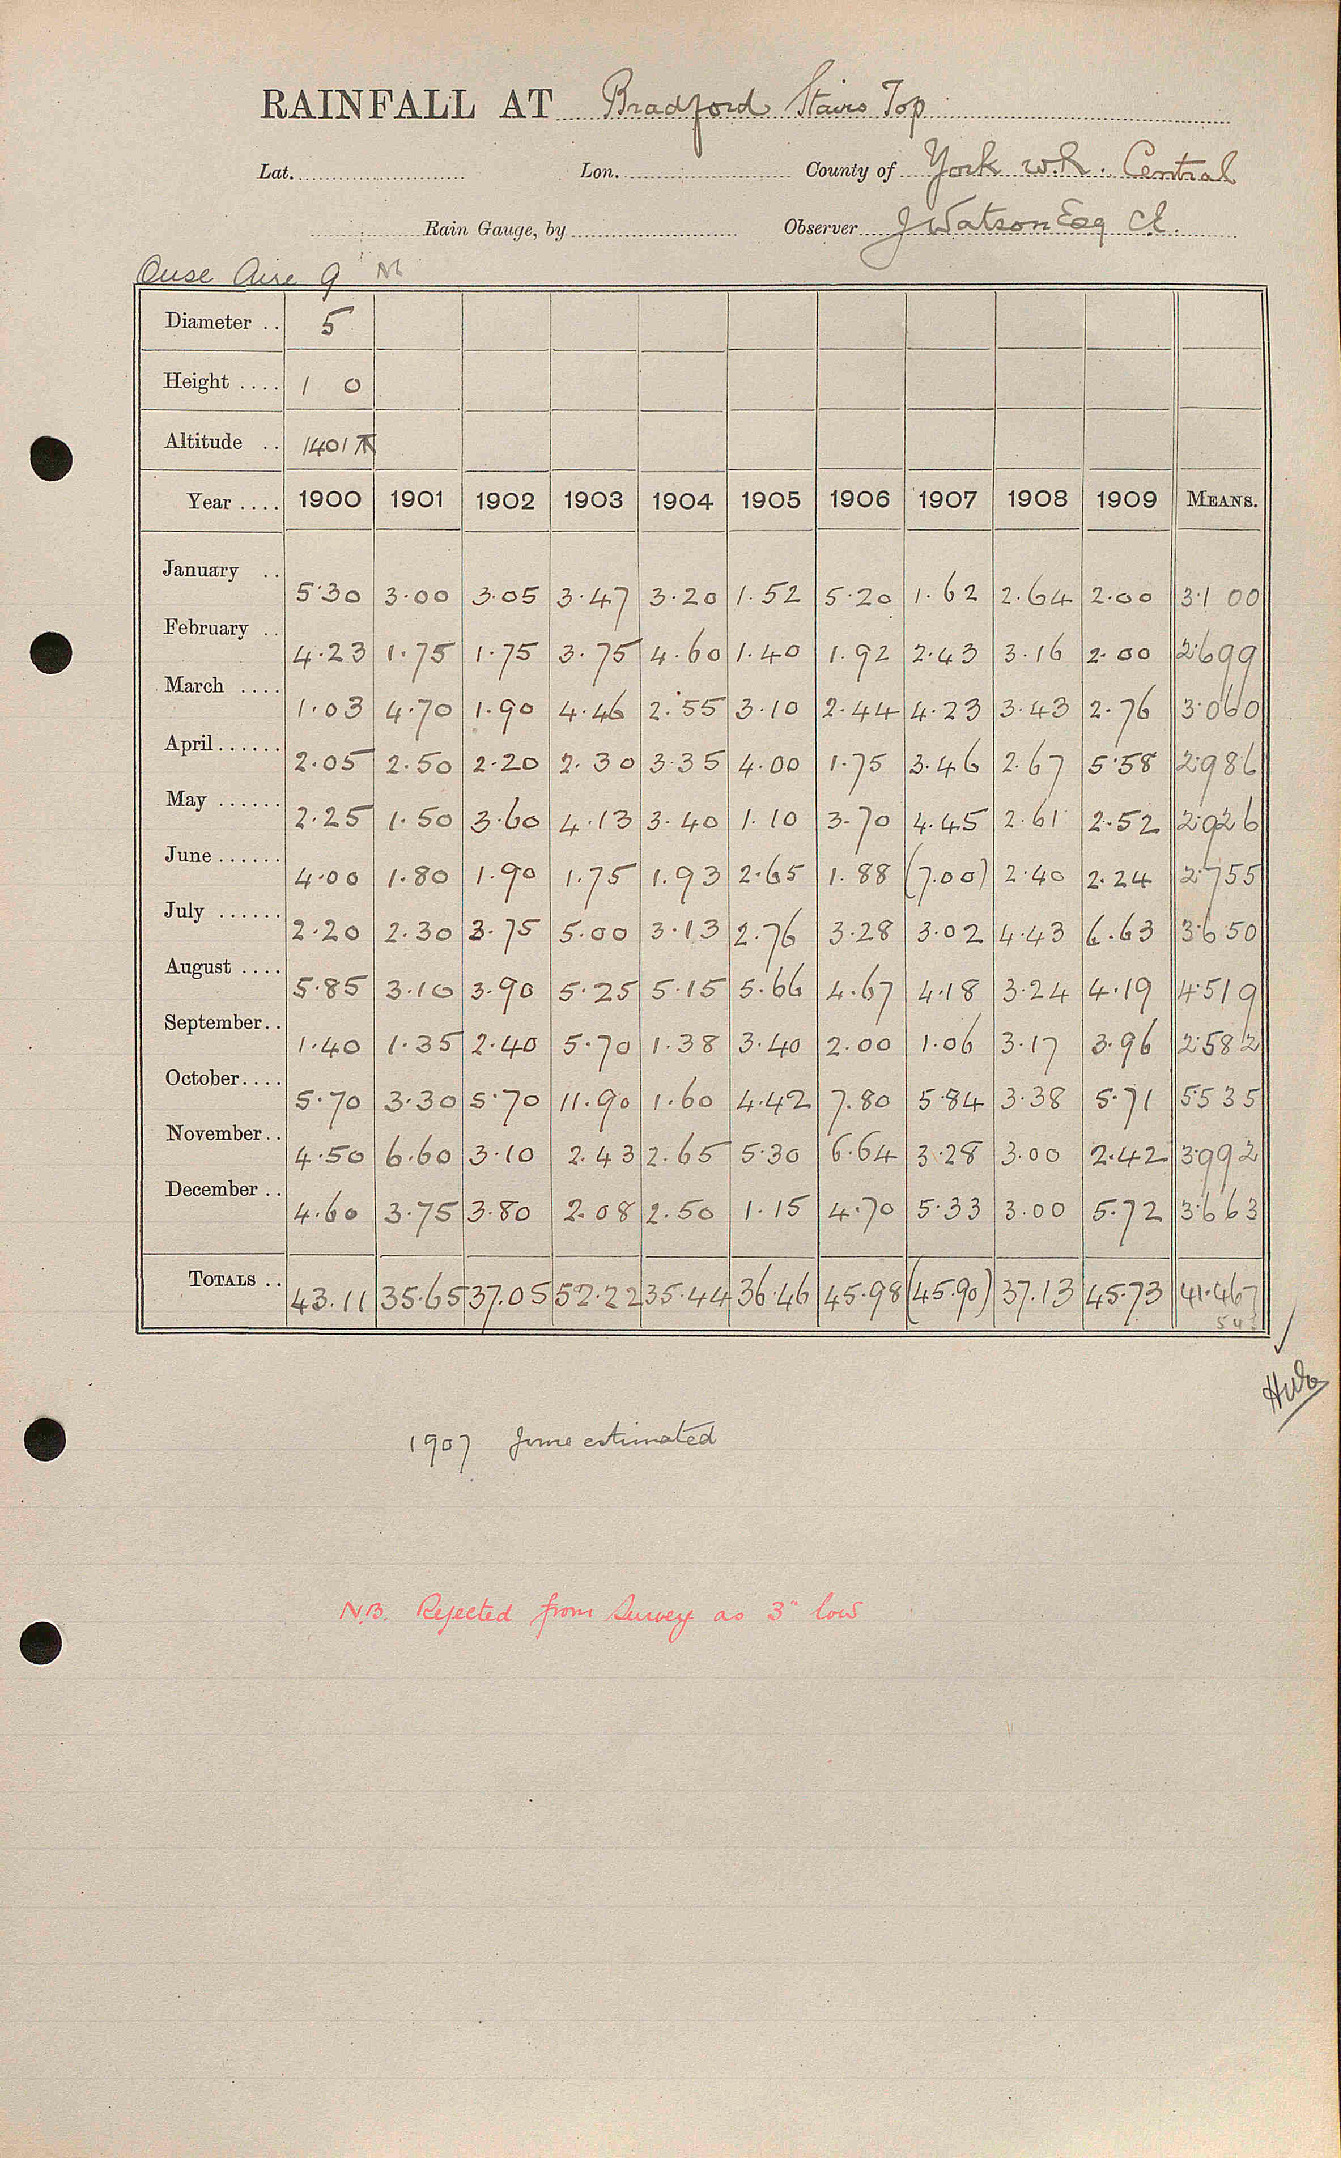 RAINFALL AT Bradford Stairs Top
Lat. Lon. County of York W.R. Central
Rain Gauge, by Observer J Watson Esq C.E.
Ouse Aire 9
Diameter .. 5
Height .... 1 0
Altitude .. 1401
Year .... 1900 1901 1902 1903 1904 1905 1906 1907 1908 1909 MEANS.
January .. 5.30 3.00 3.05 3.47 3.20 1.52 5.20 1.62 2.64 2.00 3.100
February .. 4.23 1.75 1.75 3.75 4.60 1.40 1.92 2.43 3.16 2.00 2.699
March .... 1.03 4.70 1.90 4.46 2.55 3.10 2.44 4.23 3.43 2.76 3.060
April ...... 2.05 2.50 2.20 2.30 3.35 4.00 1.75 3.46 2.67 5.58 2.986
May ...... 2.25 1.50 3.60 4.13 3.40 1.10 3.70 4.45 2.61 2.52 2.926
June ...... 4.00 1.80 1.90 1.75 1.93 2.65 1.88 (7.00) 2.40 2.24 2.755
July ...... 2.20 2.30 3.75 5.00 3.13 2.76 3.28 3.02 4.43 6.63 3.650
August .... 5.85 3.10 3.90 5.25 5.15 5.66 4.67 4.18 3.24 4.19 4.519
September.. 1.40 1.35 2.40 5.70 1.38 3.40 2.00 1.06 3.17 3.96 2.582
October.... 5.70 3.30 5.70 11.90 1.60 4.42 7.80 5.84 3.38 5.71 5535
November.. 4.50 6.60 3.10 2.43 2.65 5.30 6.64 3.28 3.00 2.42 3.992
December .. 4.60 3.75 3.80 2.08 2.50 1.15 4.70 5.33 3.00 5.72 3.663
TOTALS .. 43.11 35.65 37.05 52.22 35.44 36.46 45.98 (45.90) 37.13 45.73 41.467
1907 June estimated
N.B. Rejected from Survey as 3" low